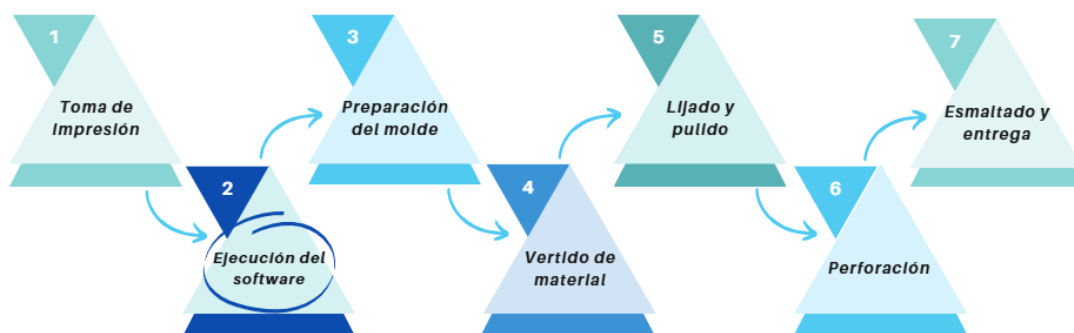 1
Toma de
impresión
2
Ejecución del
software
3
Preparación
del molde
4
Vertido de
material
5
Lijado y
pulido
6
Perforación
7
Esmaltado y
entrega